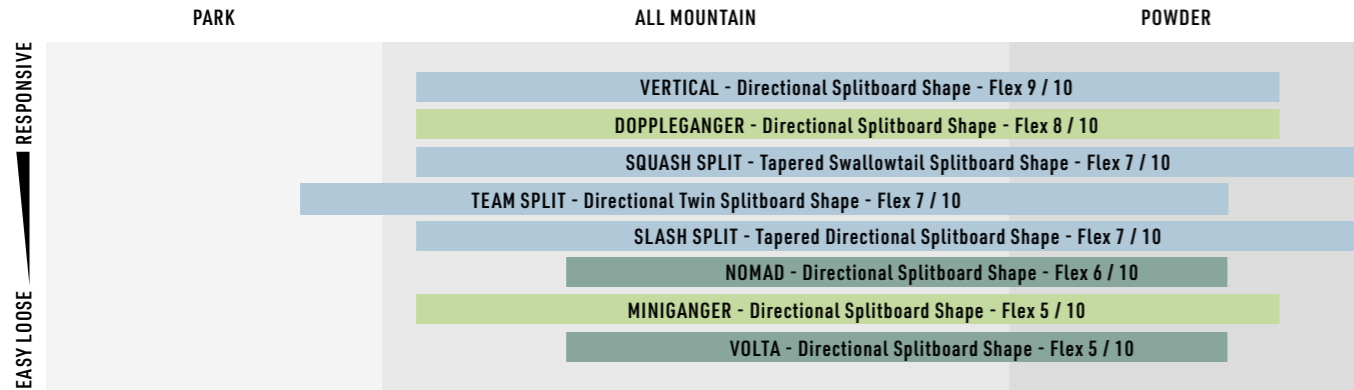 PARK
ALL MOUNTAIN
POWDER
RESPONSIVE
EASY LOOSE
VERTICAL - Directional Splitboard Shape - Flex 9 / 10
DOPPLEGANGER - Directional Splitboard Shape - Flex 8 / 10
SQUASH SPLIT - Tapered Swallowtail Splitboard Shape - Flex 7 / 10
TEAM SPLIT - Directional Twin Splitboard Shape - Flex 7 / 10
SLASH SPLIT - Tapered Directional Splitboard Shape - Flex 7 / 10
NOMAD - Directional Splitboard Shape - Flex 6 / 10
MINIGANGER - Directional Splitboard Shape - Flex 5 / 10
VOLTA - Directional Splitboard Shape - Flex 5 / 10